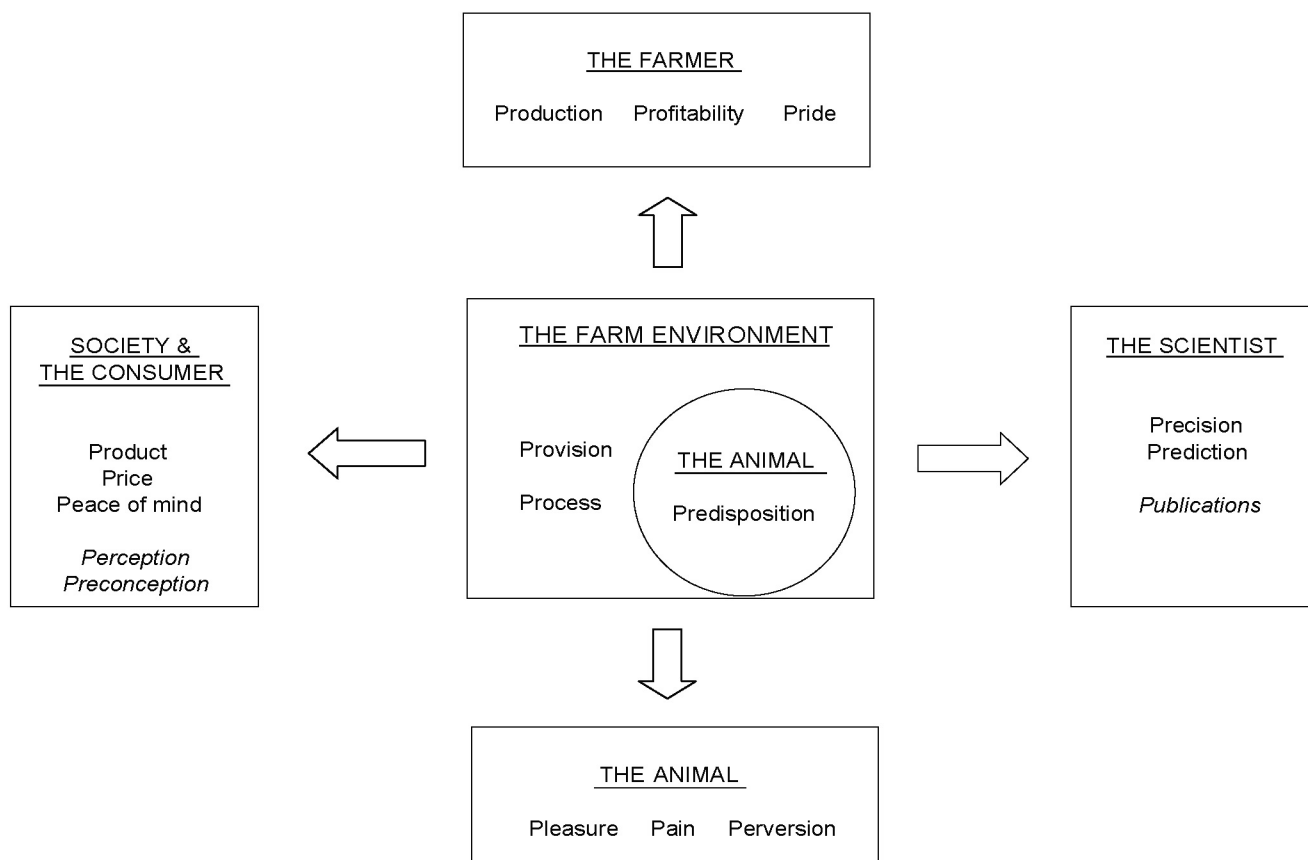 THE FARMER
Production Profitability Pride
SOCIETY &
THE CONSUMER
Product
Price
Peace of mind
Perception
Preconception
THE FARM ENVIRONMENT
Provision
Process
THE ANIMAL
Predisposition
THE SCIENTIST
Precision
Prediction
Publications
THE ANIMAL
Pleasure Pain Perversion